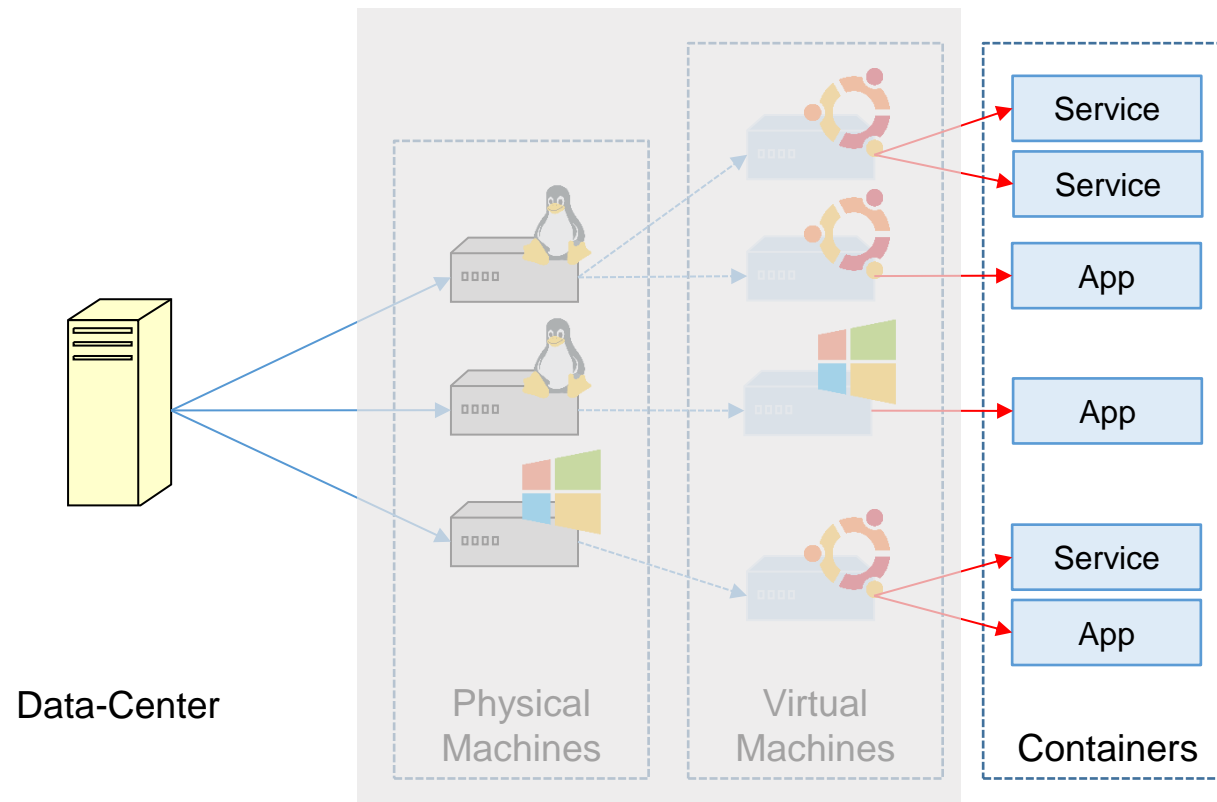 Service
Service
App
App
Service
App
Data-Center
Physical
Machines
Virtual
Machines
Containers